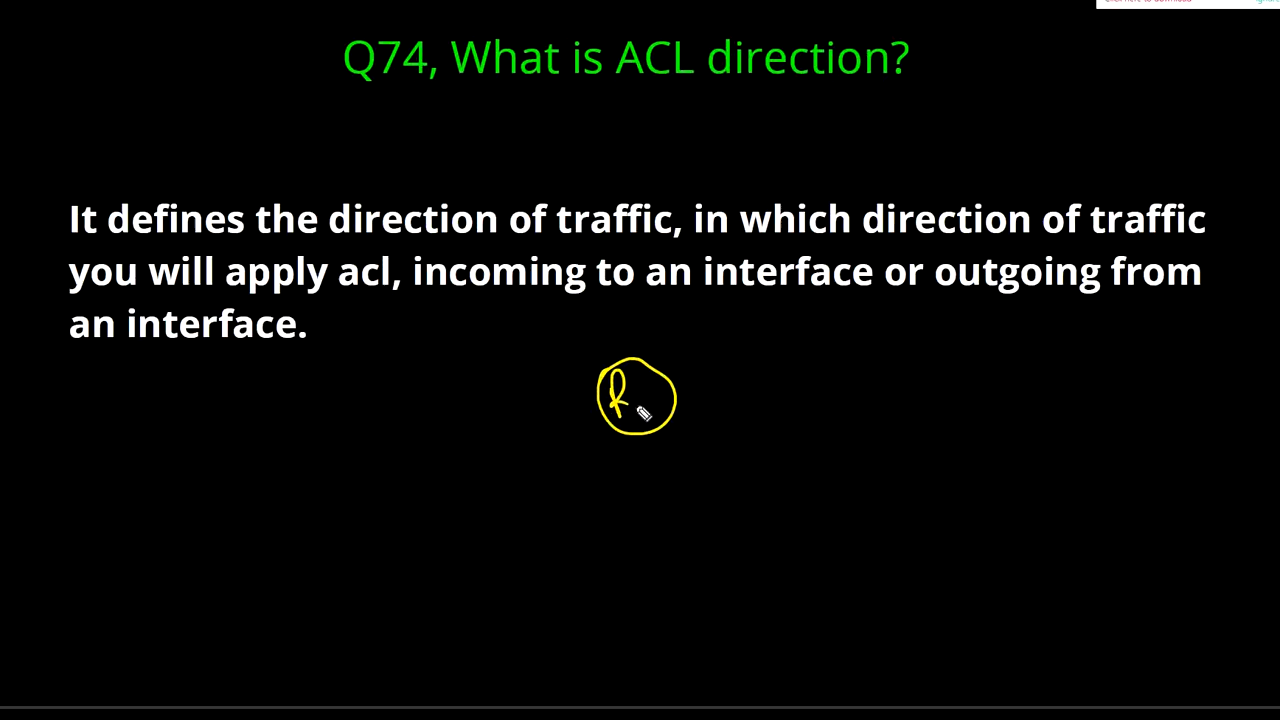 Q74, What is ACL direction?
It defines the direction of traffic, in which direction of traffic
you will apply acl, incoming to an interface or outgoing from
an interface.
R